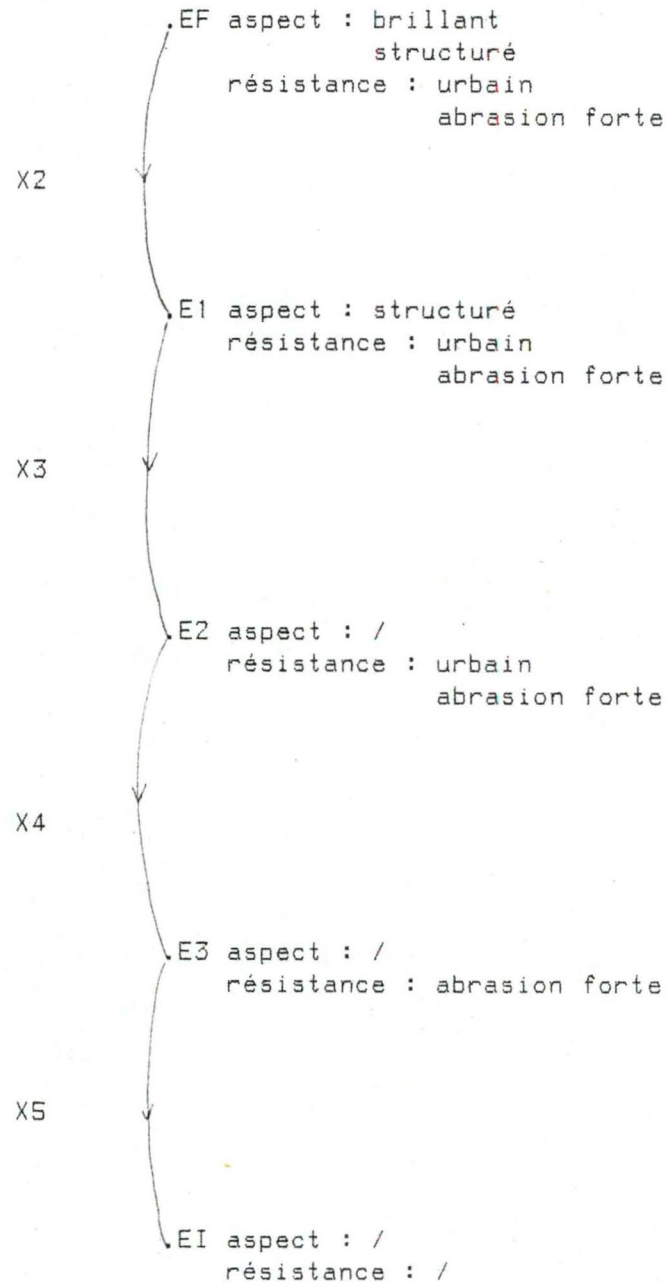 .EF aspect : brillant
structuré
résistance : urbain
abrasion forte
X2
.E1 aspect : structuré
résistance : urbain
abrasion forte
X3
.E2 aspect : /
résistance : urbain
abrasion forte
X4
.E3 aspect : /
résistance : abrasion forte
X5
.EI aspect : /
résistance : /